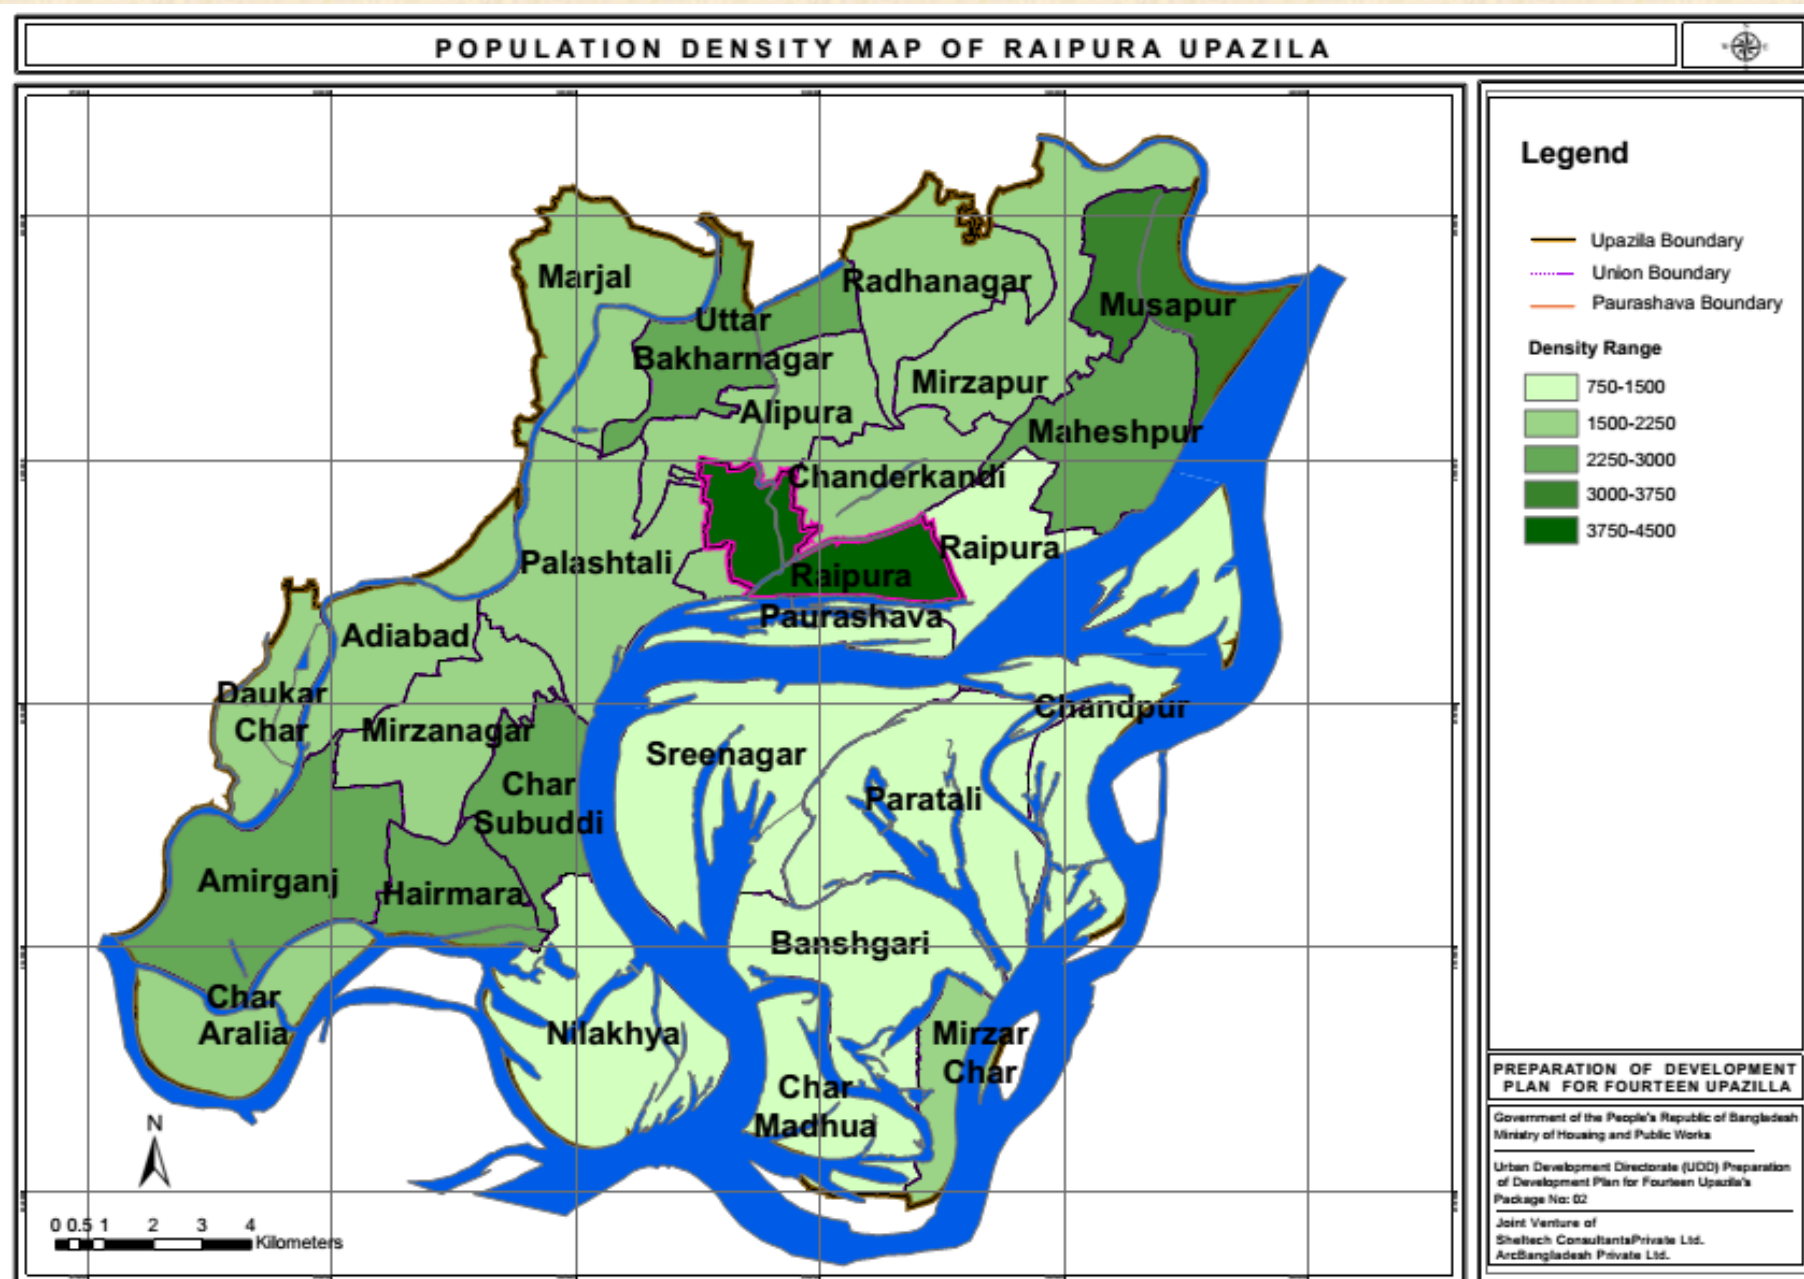 POPULATION DENSITY MAP OF RAIPURA UPAZILA
Marjal
Uttar
Bakharnagar
Radhanagar
Musapur
Mirzapur
Alipura
Maheshpur
Chanderkandi
Palashtali
Raipura
Raipura
Paurashava
Adiabad
Daukar
Char
Mirzanagar
Char
Subuddi
Sreenagar
Chandpur
Paratali
Amirganj
Hairmara
Banshgari
Char
Aralia
Nilakhya
Mirzar
Char
Char
Madhua
N
0 0.5 1 2 3 4
Kilometers
Legend
Upazila Boundary
Union Boundary
Paurashava Boundary
Density Range
750-1500
1500-2250
2250-3000
3000-3750
3750-4500
PREPARATION OF DEVELOPMENT
PLAN FOR FOURTEEN UPAZILLA
Government of the People's Republic of Bangladesh
Ministry of Housing and Public Works
Urban Development Directorate (UDD) Preparation
of Development Plan for Fourteen Upazila's
Package No: 02
Joint Venture of
Sheltech ConsultantsPrivate Ltd.
ArcBangladesh Private Ltd.